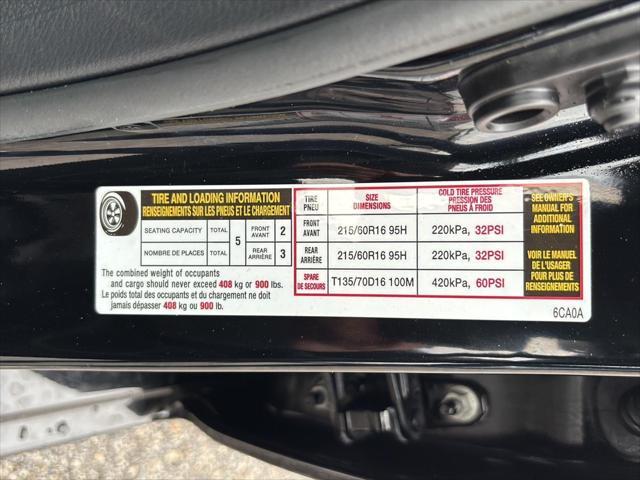 TIRE AND LOADING INFORMATION
RENSEIGNEMENTS SUR LES PNEUS ET LE CHARGEMENT
SEATING CAPACITY TOTAL 5 FRONT AVANT 2
NOMBRE DE PLACES TOTAL REAR ARRIÈRE 3
The combined weight of occupants
and cargo should never exceed 408 kg or 900 lbs.
Le poids total des occupants et du chargement ne doit
jamais dépasser 408 kg ou 900 lb.
TIRE PNEU SIZE DIMENSIONS COLD TIRE PRESSURE PRESSION DES PNEUS À FROID
FRONT AVANT 215/60R16 95H 220kPa, 32PSI
REAR ARRIÈRE 215/60R16 95H 220kPa, 32PSI
SPARE DE SECOURS T135/70D16 100M 420kPa, 60PSI
SEE OWNER'S
MANUAL FOR
ADDITIONAL
INFORMATION
VOIR LE MANUEL
DE L'USAGER
POUR PLUS DE
RENSEIGNEMENTS
6CA0A